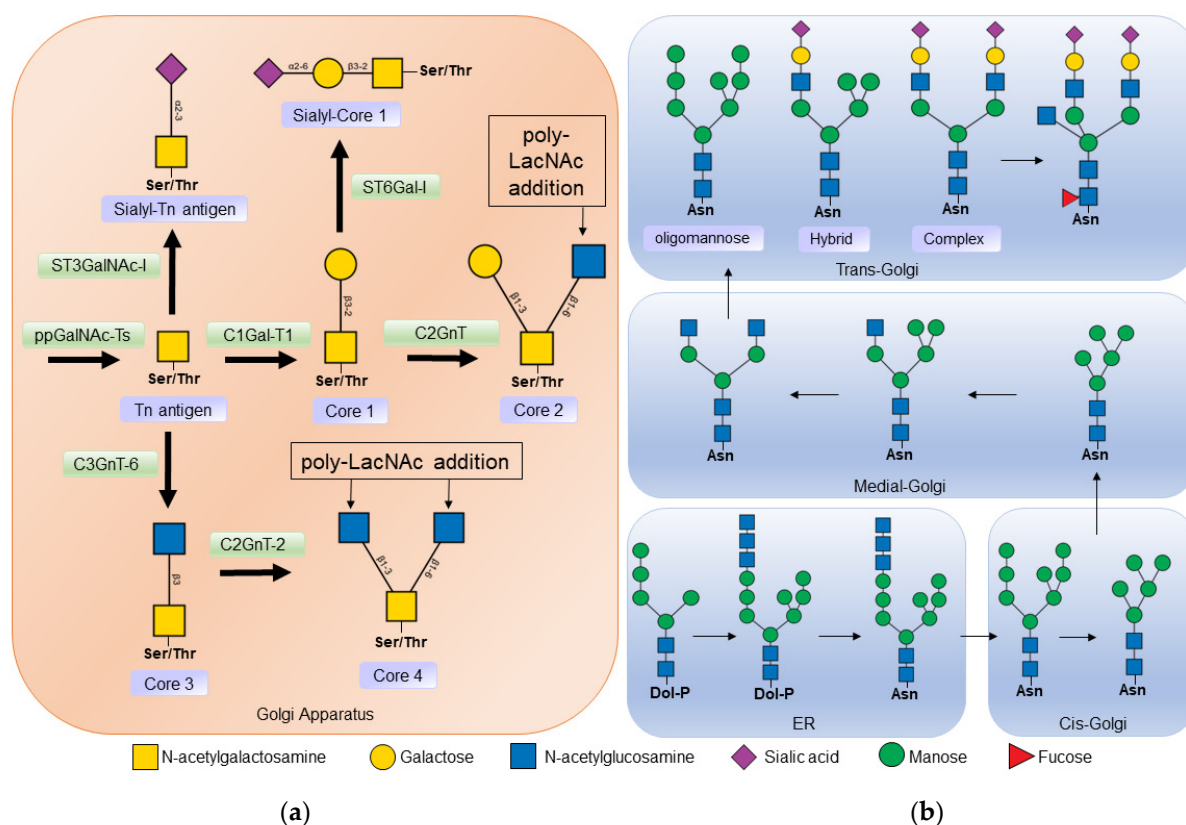 α2-3
Ser/Thr
Sialyl-Tn antigen
ST3GalNAc-I
α2-6
β3-2
Ser/Thr
Sialyl-Core 1
ST6Gal-I
poly-
LacNAc
addition
ppGalNAc-Ts
Ser/Thr
Tn antigen
C1Gal-T1
β3-2
Ser/Thr
Core 1
C2GnT
β1-3
β1-6
Ser/Thr
Core 2
C3GnT-6
β3
Ser/Thr
Core 3
C2GnT-2
poly-LacNAc addition
β1-3
β1-6
Ser/Thr
Core 4
Golgi Apparatus
Asn
oligomannose
Asn
Hybrid
Asn
Complex
Asn
Trans-Golgi
Asn
Asn
Asn
Medial-Golgi
Dol-P
Dol-P
Asn
ER
Asn
Asn
Cis-Golgi
N-acetylgalactosamine
Galactose
N-acetylglucosamine
Sialic acid
Manose
Fucose
(a)
(b)